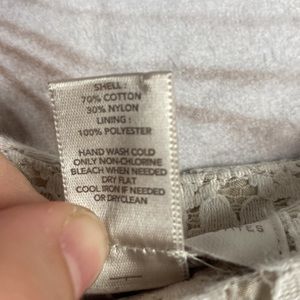 SHELL :
70% COTTON
30% NYLON
LINING :
100% POLYESTER
HAND WASH COLD
ONLY NON-CHLORINE
BLEACH WHEN NEEDED
DRY FLAT
COOL IRON IF NEEDED
OR DRYCLEAN